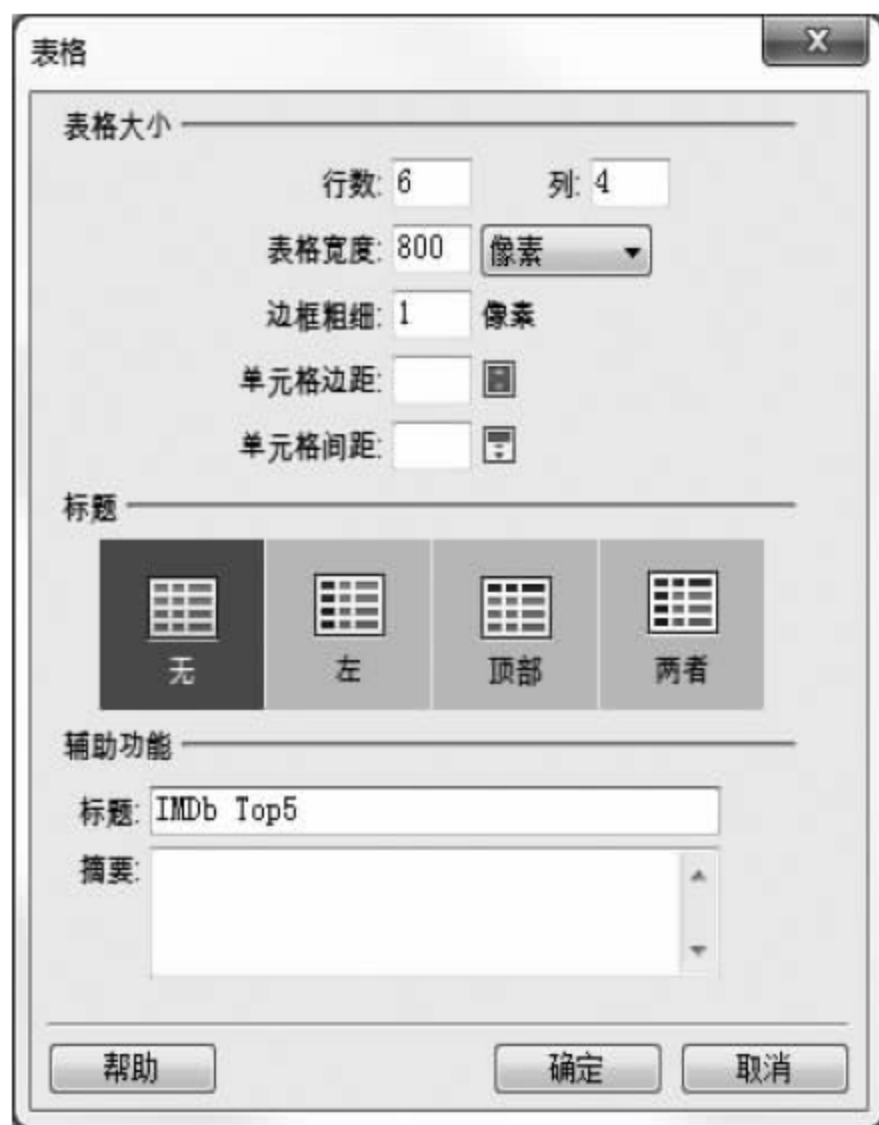 表格
表格大小
行数: 6 列: 4
表格宽度: 800 像素
边框粗细: 1 像素
单元格边距:
单元格间距:
标题
无 左 顶部 两者
辅助功能
标题: IMDb Top5
摘要:
帮助 确定 取消